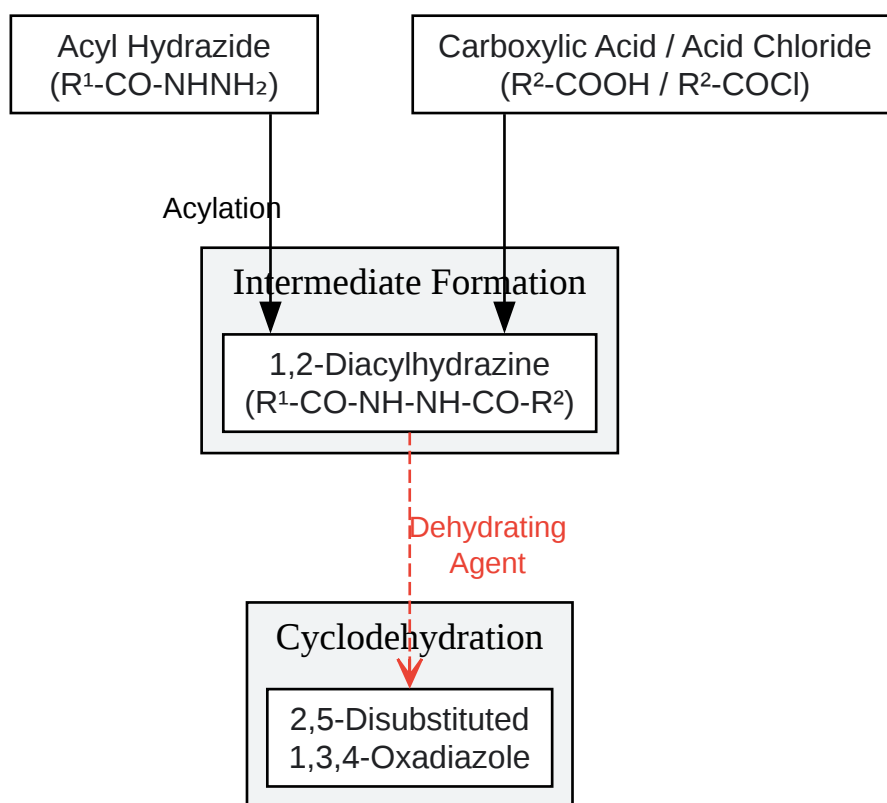 Acyl Hydrazide
(R¹-CO-NHNH₂)
Carboxylic Acid / Acid Chloride
(R²-COOH / R²-COCl)
Acylation
Intermediate Formation
1,2-Diacylhydrazine
(R¹-CO-NH-NH-CO-R²)
Dehydrating
Agent
Cyclodehydration
2,5-Disubstituted
1,3,4-Oxadiazole